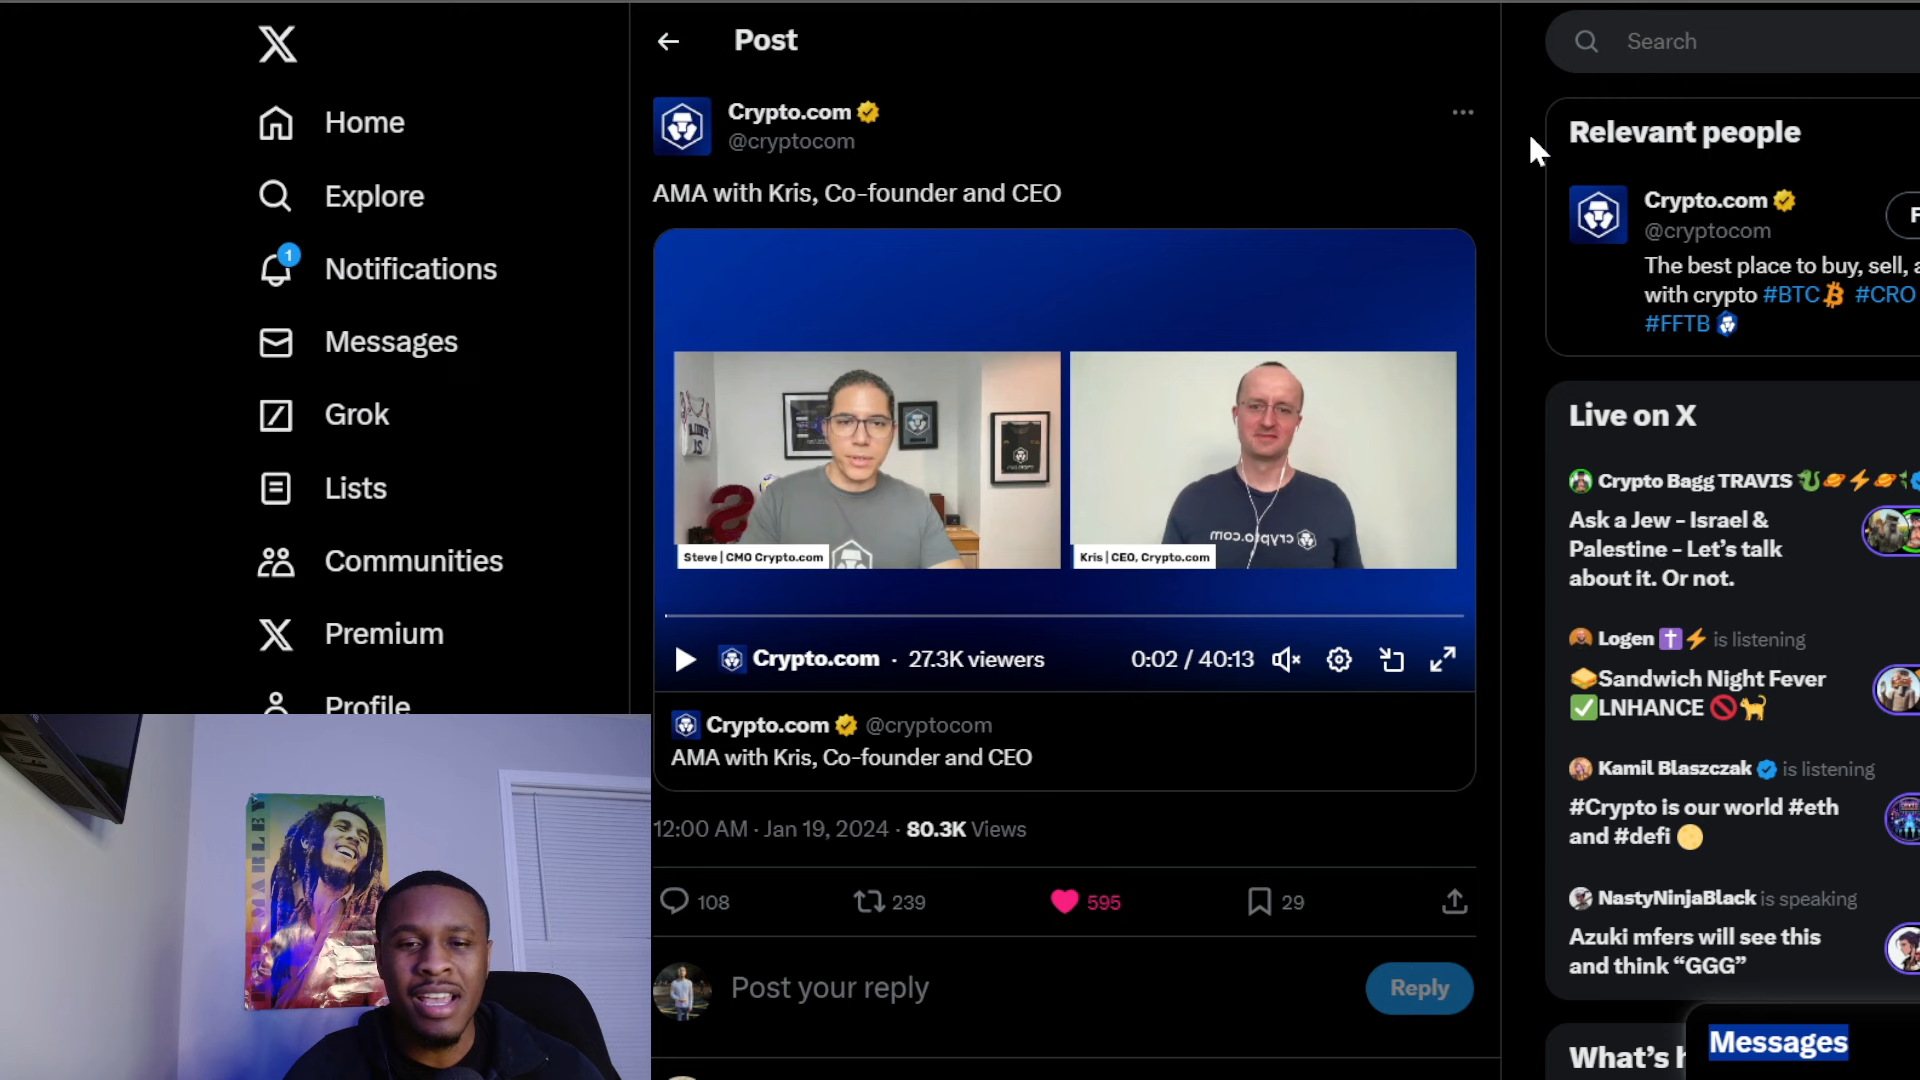 Home
Explore
1
Notifications
Messages
Grok
Lists
Communities
Premium
Profile
Post
Crypto.com
@cryptocom
AMA with Kris, Co-founder and CEO
Steve | CMO Crypto.com
Kris | CEO, Crypto.com
crypto.com
Crypto.com · 27.3K viewers
0:02 / 40:13
Crypto.com @cryptocom
AMA with Kris, Co-founder and CEO
12:00 AM · Jan 19, 2024 · 80.3K Views
108
239
595
29
Post your reply
Reply
Search
Relevant people
Crypto.com
@cryptocom
The best place to buy, sell,
with crypto #BTC #CRO
#FFTB
Live on X
Crypto Bagg TRAVIS
Ask a Jew – Israel &
Palestine – Let’s talk
about it. Or not.
Logen is listening
Sandwich Night Fever
LNHANCE
Kamil Blaszczak is listening
#Crypto is our world #eth
and #defi
NastyNinjaBlack is speaking
Azuki mfers will see this
and think “GGG”
What’s
Messages
MARLEY